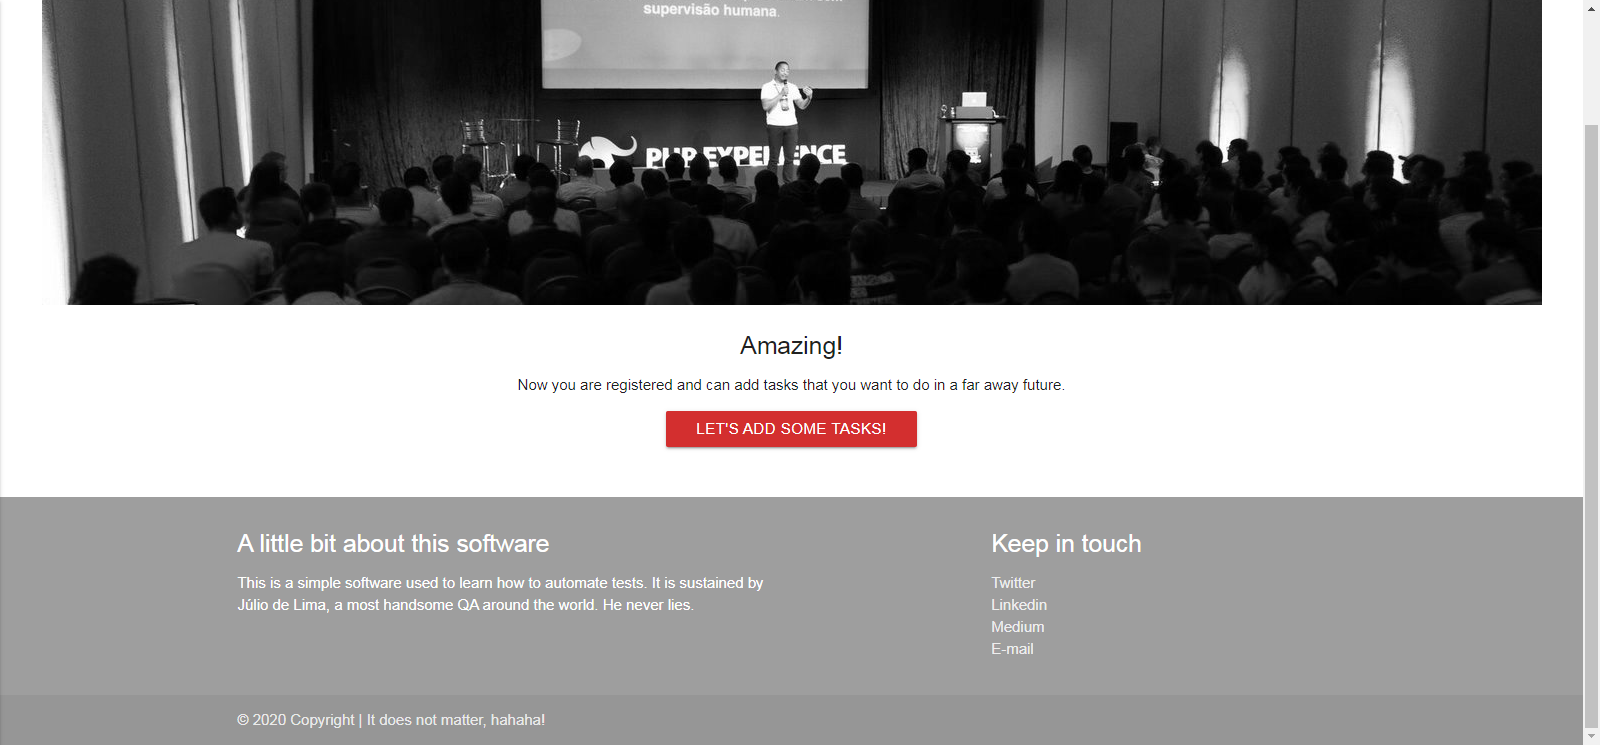 supervisão humana.
PHP EXPERIENCE
Amazing!
Now you are registered and can add tasks that you want to do in a far away future.
LET'S ADD SOME TASKS!
A little bit about this software
This is a simple software used to learn how to automate tests. It is sustained by
Júlio de Lima, a most handsome QA around the world. He never lies.
Keep in touch
Twitter
Linkedin
Medium
E-mail
© 2020 Copyright | It does not matter, hahaha!